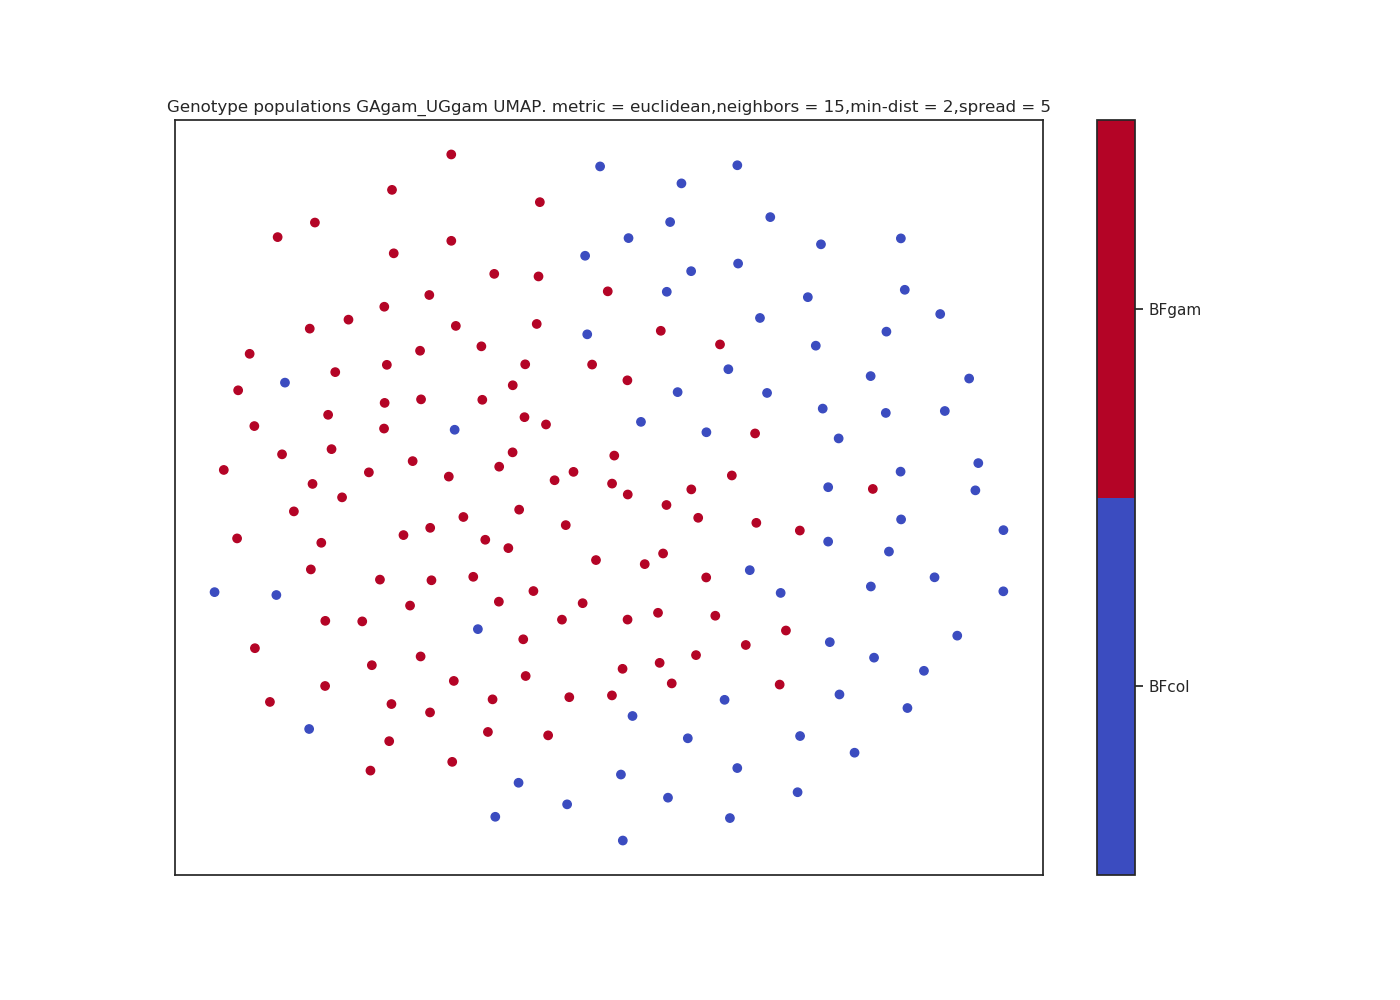 Genotype populations GAgam_UGgam UMAP. metric = euclidean,neighbors = 15,min-dist = 2,spread = 5
BFgam
BFcol